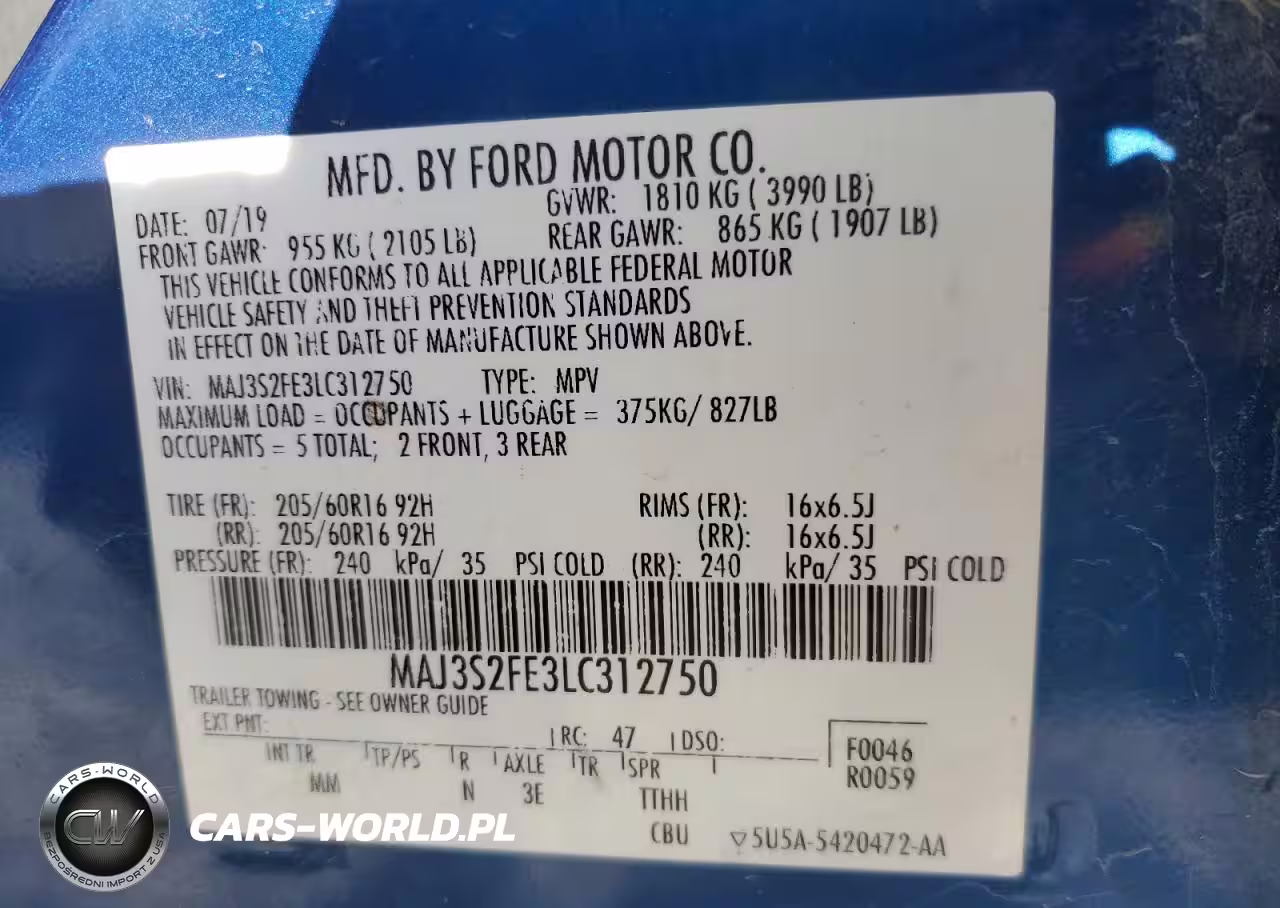 MFD. BY FORD MOTOR CO.
DATE: 07/19 GVWR: 1810 KG ( 3990 LB)
FRONT GAWR: 955 KG ( 2105 LB) REAR GAWR: 865 KG ( 1907 LB)
THIS VEHICLE CONFORMS TO ALL APPLICABLE FEDERAL MOTOR
VEHICLE SAFETY AND THEFT PREVENTION STANDARDS
IN EFFECT ON THE DATE OF MANUFACTURE SHOWN ABOVE.
VIN: MAJ3S2FE3LC312750 TYPE: MPV
MAXIMUM LOAD = OCCUPANTS + LUGGAGE = 375KG/ 827LB
OCCUPANTS = 5 TOTAL; 2 FRONT, 3 REAR
TIRE (FR): 205/60R16 92H RIMS (FR): 16x6.5J
(RR): 205/60R16 92H (RR): 16x6.5J
PRESSURE (FR): 240 kPa/ 35 PSI COLD (RR): 240 kPa/ 35 PSI COLD
MAJ3S2FE3LC312750
TRAILER TOWING - SEE OWNER GUIDE
EXT PNT: RC: 47 DSO: F0046
INT TR TP/PS R AXLE TR SPR R0059
MM N 3E TTHH
CBU ▽5U5A-5420472-AA
CARS-WORLD
CW
BEZPOŚREDNI IMPORT Z USA
CARS-WORLD.PL